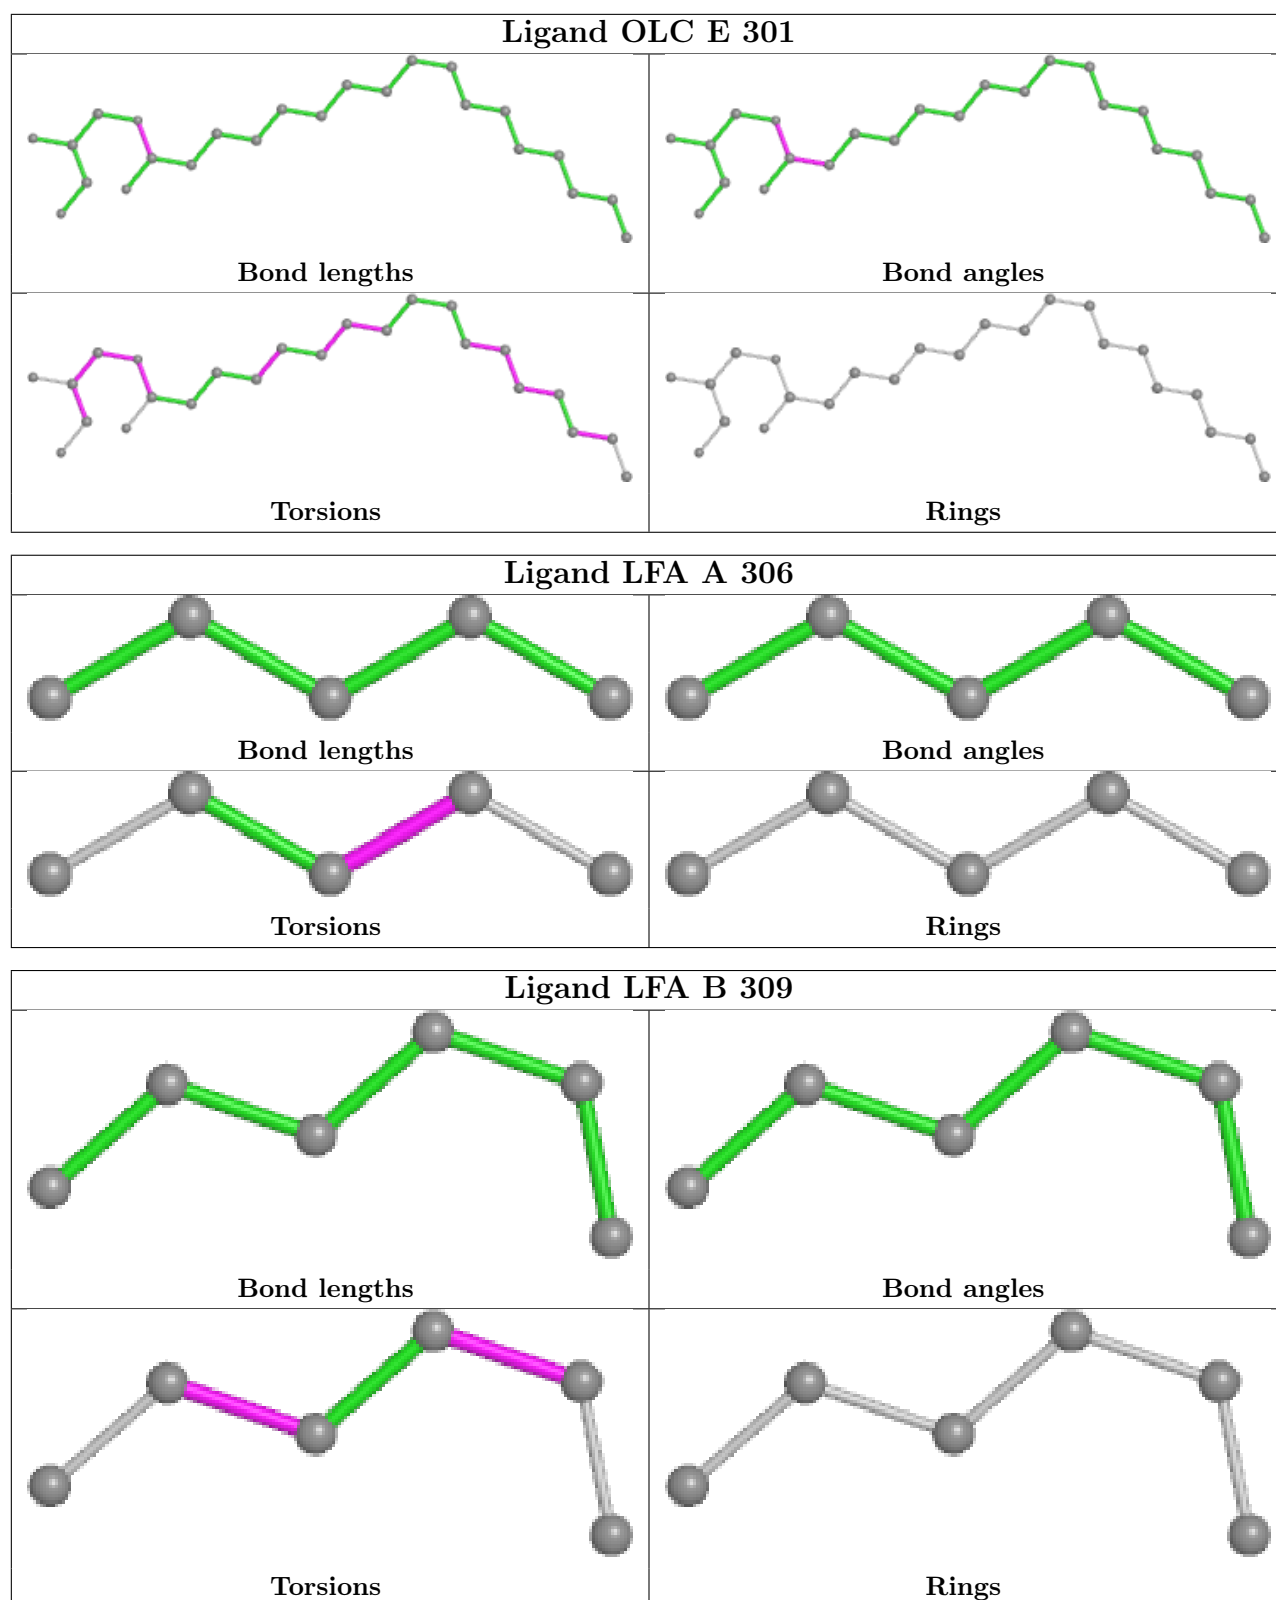 Ligand OLC E 301
Bond lengths
Bond angles
Torsions
Rings
Ligand LFA A 306
Bond lengths
Bond angles
Torsions
Rings
Ligand LFA B 309
Bond lengths
Bond angles
Torsions
Rings